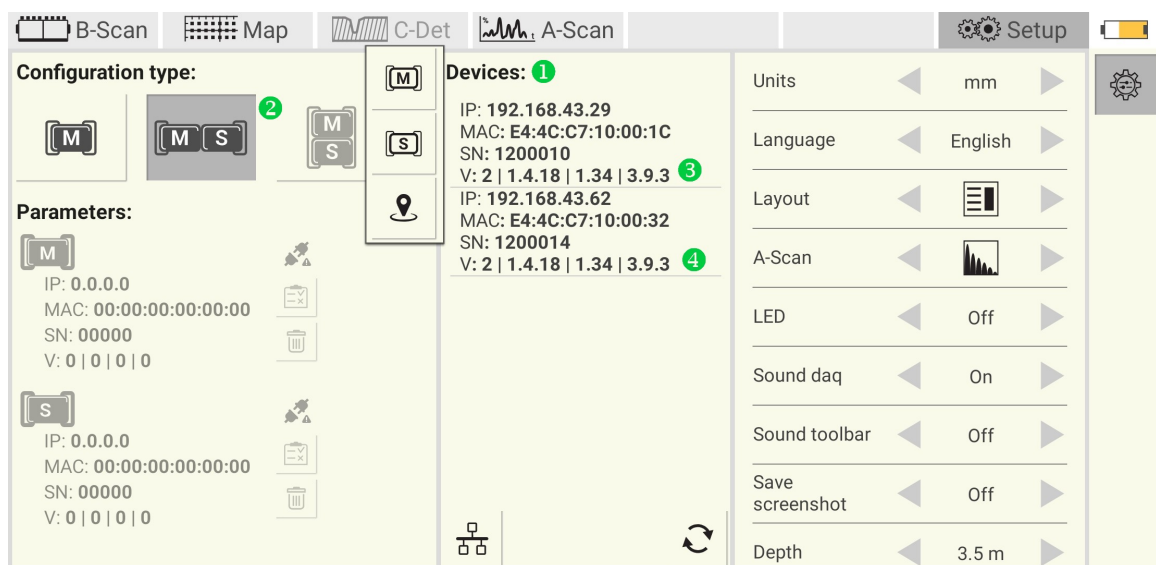 B-Scan
Map
C-Det
A-Scan
Setup
Configuration type:
M
M S
2
M
S
Parameters:
M
IP: 0.0.0.0
MAC: 00:00:00:00:00:00
SN: 00000
V: 0 | 0 | 0 | 0
S
IP: 0.0.0.0
MAC: 00:00:00:00:00:00
SN: 00000
V: 0 | 0 | 0 | 0
M
S
Devices: 1
IP: 192.168.43.29
MAC: E4:4C:C7:10:00:1C
SN: 1200010
V: 2 | 1.4.18 | 1.34 | 3.9.3 3
IP: 192.168.43.62
MAC: E4:4C:C7:10:00:32
SN: 1200014
V: 2 | 1.4.18 | 1.34 | 3.9.3 4
Units mm
Language English
Layout
A-Scan
LED Off
Sound daq On
Sound toolbar Off
Save
screenshot Off
Depth 3.5 m